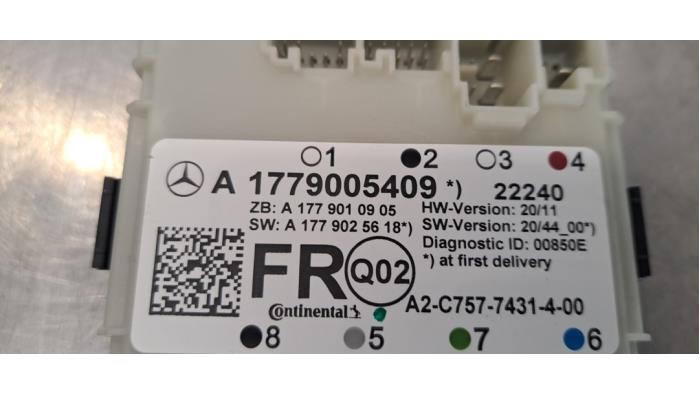 1 2 3 4
A 1779005409 *) 22240
ZB: A 177 901 0 9 05 HW-Version: 20/11
SW: A 177 902 56 18*) SW-Version: 20/44_00*)
Diagnostic ID: 00850E
*) at first delivery
FR Q02
Continental A2-C757-7431-4-00
8 5 7 6